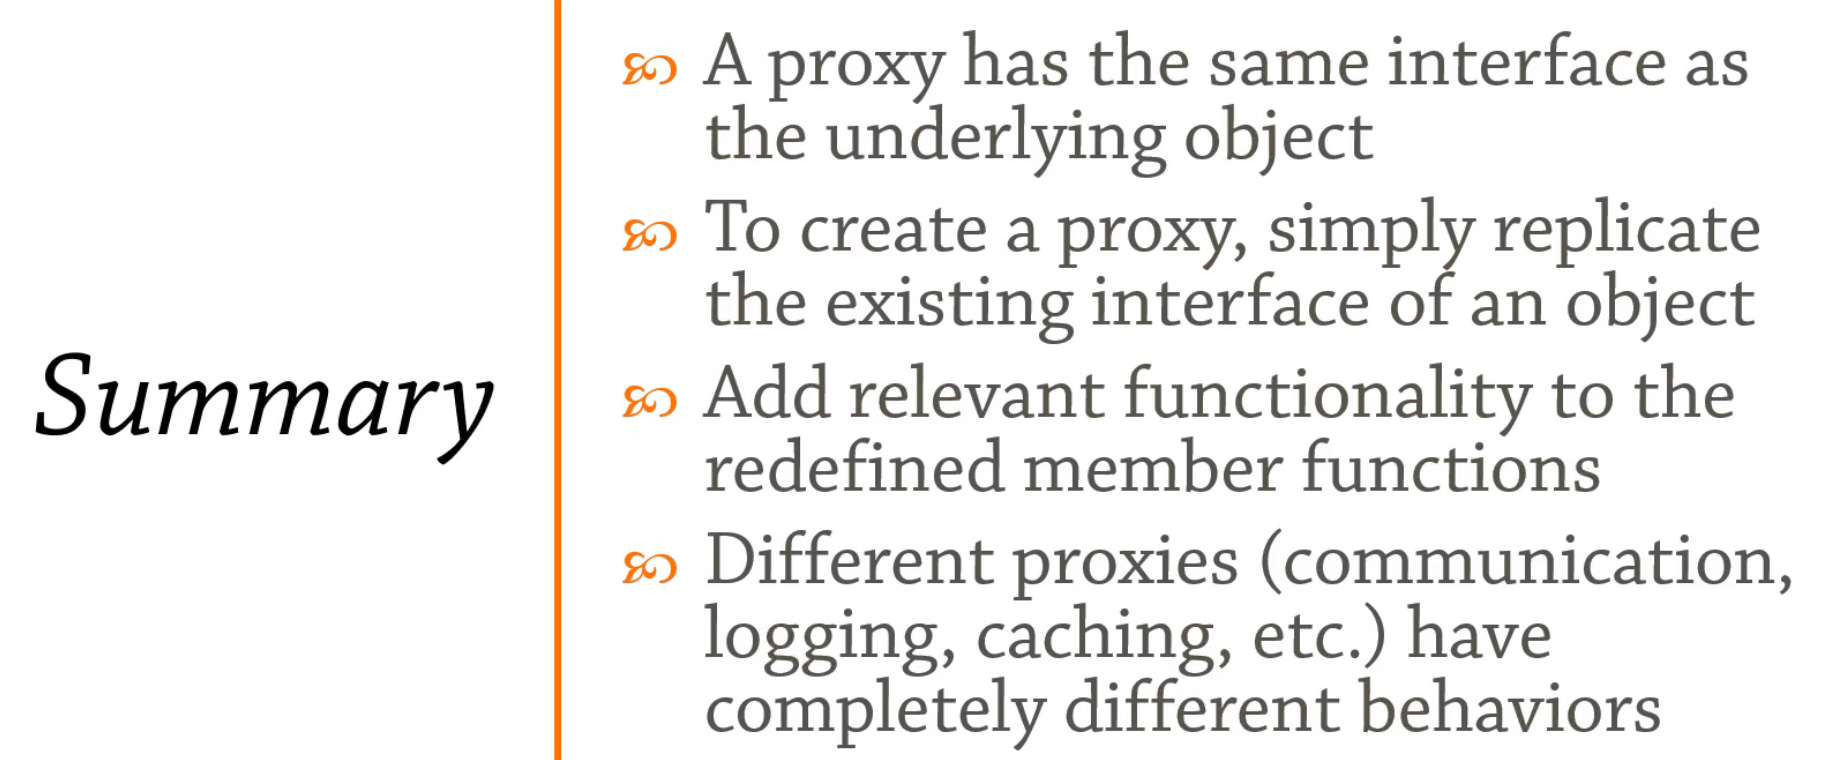 Summary
A proxy has the same interface as
the underlying object
To create a proxy, simply replicate
the existing interface of an object
Add relevant functionality to the
redefined member functions
Different proxies (communication,
logging, caching, etc.) have
completely different behaviors